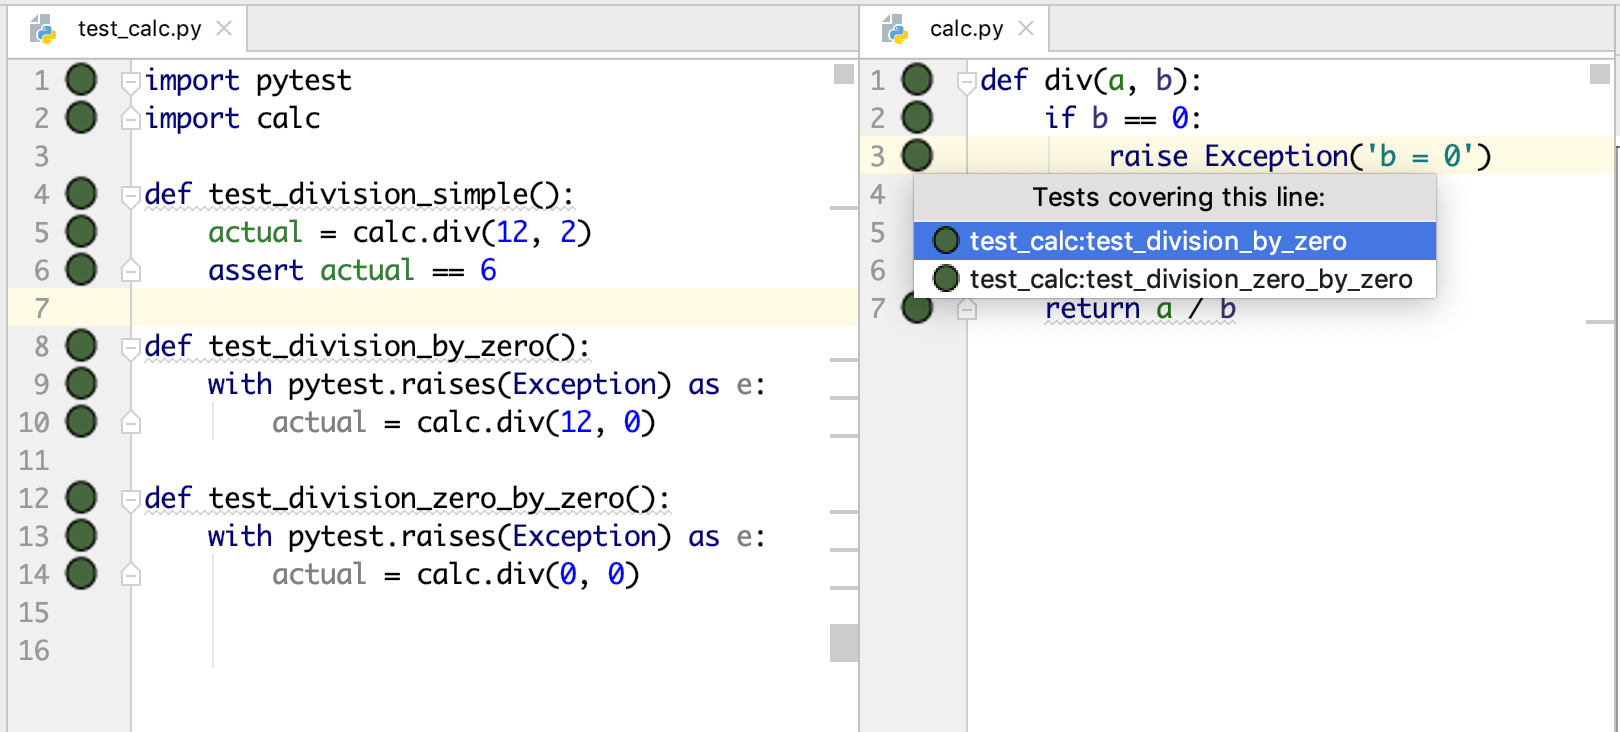 test_calc.py
1 import pytest
2 import calc
3
4 def test_division_simple():
5     actual = calc.div(12, 2)
6     assert actual == 6
7
8 def test_division_by_zero():
9     with pytest.raises(Exception) as e:
10         actual = calc.div(12, 0)
11
12 def test_division_zero_by_zero():
13     with pytest.raises(Exception) as e:
14         actual = calc.div(0, 0)
15
16
calc.py
1 def div(a, b):
2     if b == 0:
3         raise Exception('b = 0')
4
Tests covering this line:
5
test_calc:test_division_by_zero
6
test_calc:test_division_zero_by_zero
7     return a / b